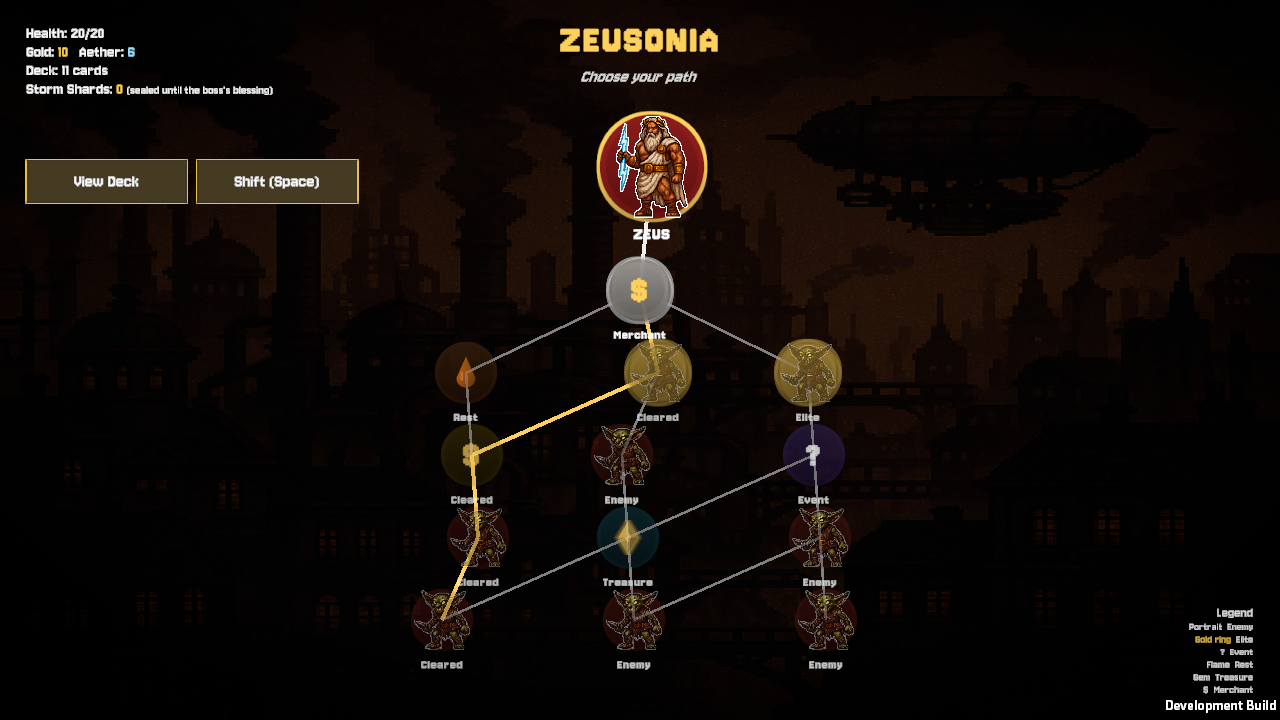 Health: 20/20
Gold: 10 Aether: 6
Deck: 11 cards
Storm Shards: 0 (sealed until the boss's blessing)
View Deck
Shift (Space)
ZEUSONIA
Choose your path
ZEUS
$
Merchant
Rest
Cleared
Elite
$
?
Cleared
Enemy
Event
Cleared
Treasure
Enemy
Cleared
Enemy
Enemy
Legend
Portrait Enemy
Gold ring Elite
? Event
Flame Rest
Gem Treasure
$ Merchant
Development Build